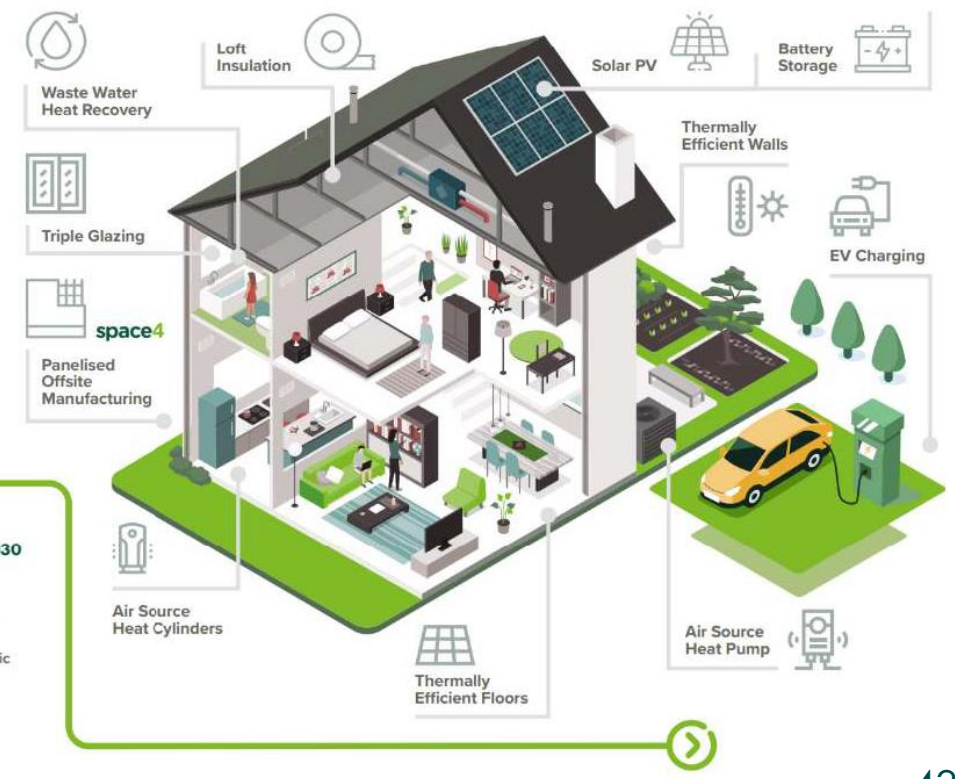 Waste Water
Heat Recovery
Loft
Insulation
Solar PV
Battery
Storage
Thermally
Efficient Walls
Triple Glazing
EV Charging
space4
Panelised
Offsite
Manufacturing
30
Air Source
Heat Cylinders
ic
Thermally
Efficient Floors
Air Source
Heat Pump